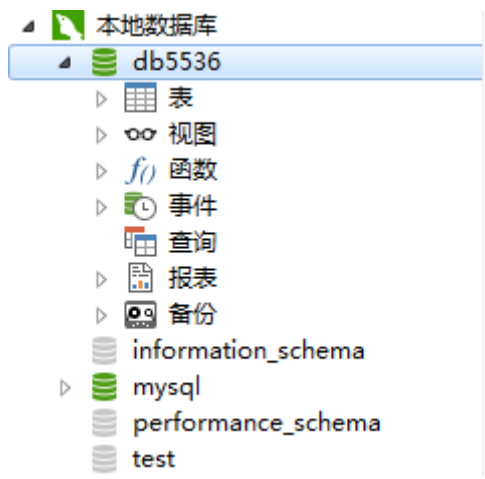 本地数据库
db5536
表
视图
f() 函数
事件
查询
报表
备份
information_schema
mysql
performance_schema
test